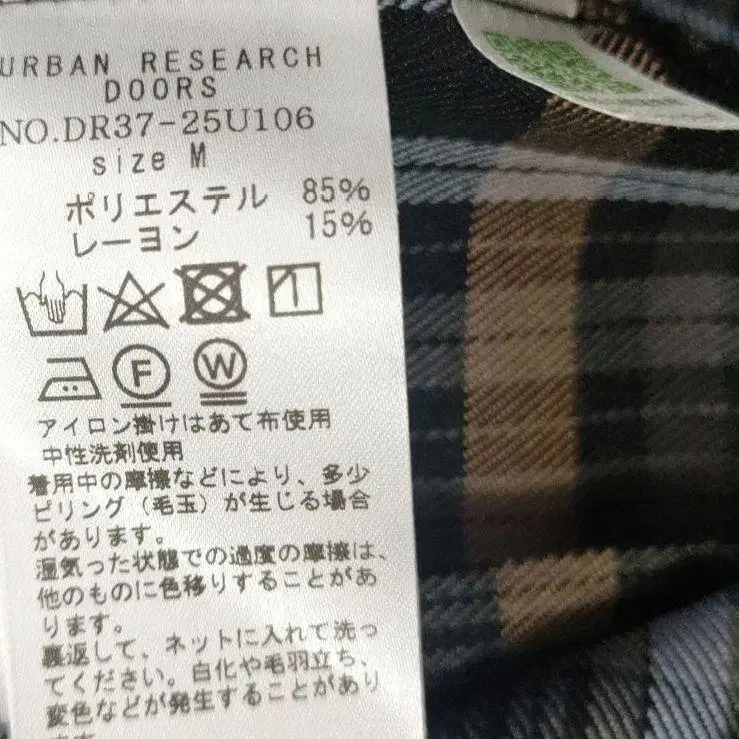 URBAN RESEARCH
DOORS
NO.DR37-25U106
size M
ポリエステル 85%
レーヨン 15%
F W
アイロン掛けはあて布使用
中性洗剤使用
着用中の摩擦などにより、多少
ピリング（毛玉）が生じる場合
があります。
湿気った状態での過度の摩擦は、
他のものに色移りすることがあ
ります。
裏返して、ネットに入れて洗っ
てください。白化や毛羽立ち、
変色などが発生することがあり
ます。